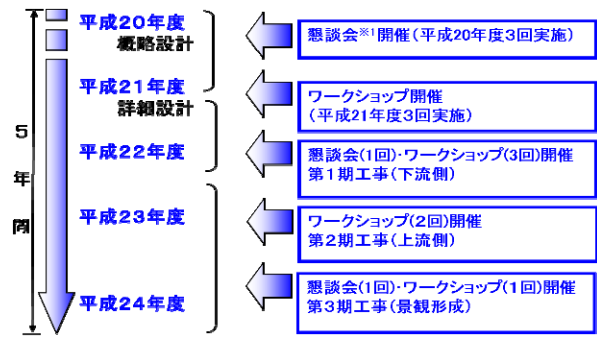 平成20年度
概略設計
懇談会※1開催(平成20年度3回実施)
平成21年度
詳細設計
ワークショップ開催
(平成21年度3回実施)
5年間
平成22年度
懇談会(1回)・ワークショップ(3回)開催
第1期工事(下流側)
平成23年度
ワークショップ(2回)開催
第2期工事(上流側)
平成24年度
懇談会(1回)・ワークショップ(1回)開催
第3期工事(景観形成)